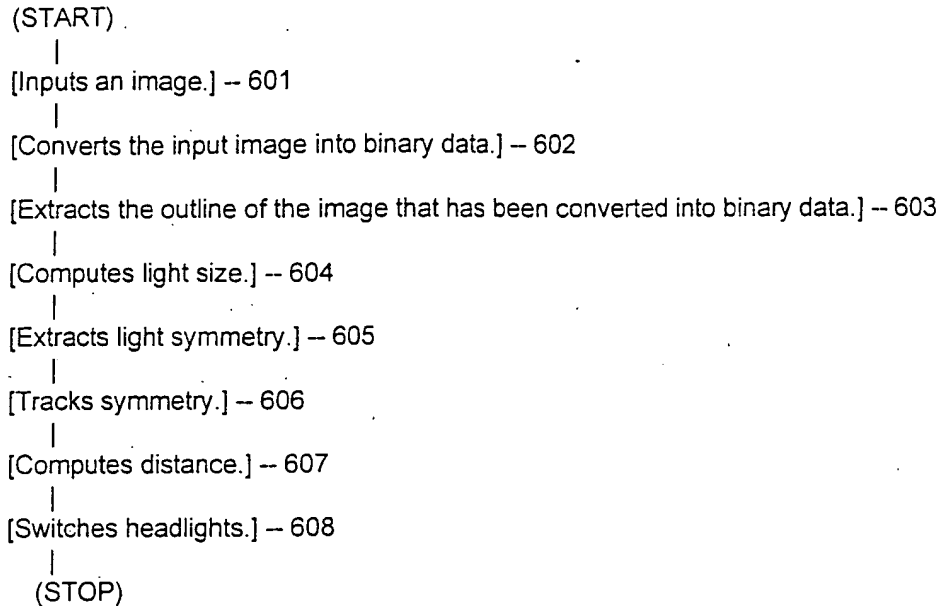 (START)
[Inputs an image.] -- 601
[Converts the input image into binary data.] -- 602
[Extracts the outline of the image that has been converted into binary data.] -- 603
[Computes light size.] -- 604
[Extracts light symmetry.] -- 605
[Tracks symmetry.] -- 606
[Computes distance.] -- 607
[Switches headlights.] -- 608
(STOP)